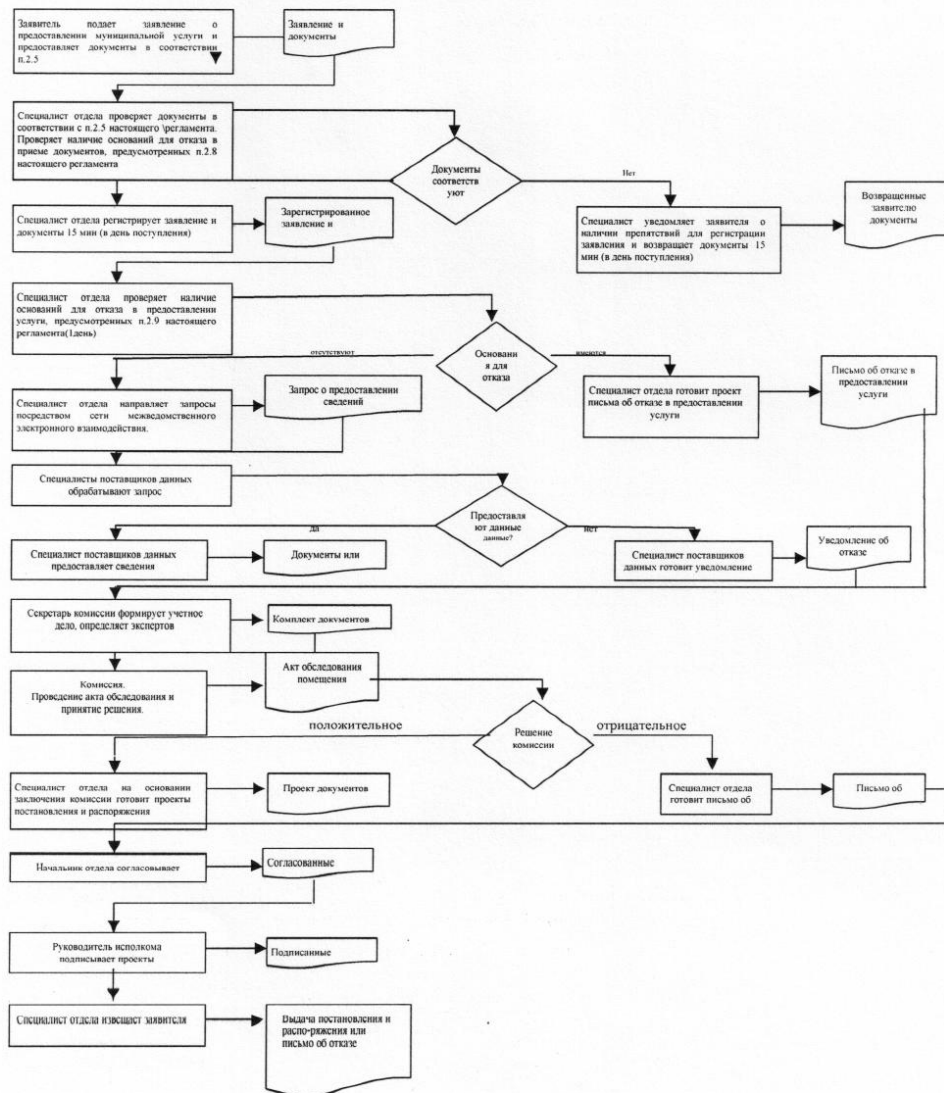 Заявитель подает заявление о
предоставлении муниципальной услуги и
предоставляет документы в соответствии
п.2.5
Заявление и
документы
Специалист отдела проверяет документы в
соответствии с п.2.5 настоящего \регламента.
Проверяет наличие оснований для отказа в
приеме документов, предусмотренных п.2.8
настоящего регламента
Документы
соответств
уют
Нет
Специалист отдела регистрирует заявление и
документы 15 мин (в день поступления)
Зарегистрированное
заявление и
Специалист уведомляет заявителя о
наличии препятствий для регистрации
заявления и возвращает документы 15
мин (в день поступления)
Возвращенные
заявителю
документы
Специалист отдела проверяет наличие
оснований для отказа в предоставлении
услуги, предусмотренных п.2.9 настоящего
регламента(1день)
отсутствуют
Основани
я для
отказа
имеются
Специалист отдела направляет запросы
посредством сети межведомственного
электронного взаимодействия.
Запрос о предоставлении
сведений
Специалист отдела готовит проект
письма об отказе в предоставлении
услуги
Письмо об отказе в
предоставлении
услуги
Специалисты поставщиков данных
обрабатывают запрос
да
Предоставля
ют данные
данные?
нет
Специалист поставщиков данных
предоставляет сведения
Документы или
Специалист поставщиков
данных готовит уведомление
Уведомление об
отказе
Секретарь комиссии формирует учетное
дело, определяет экспертов
Комплект документов
Комиссия.
Проведение акта обследования и
принятие решения.
Акт обследования
помещения
положительное
Решение
комиссии
отрицательное
Специалист отдела на основании
заключения комиссии готовит проекты
постановления и распоряжения
Проект документов
Специалист отдела
готовит письмо об
Письмо об
Начальник отдела согласовывает
Согласованные
Руководитель исполкома
подписывает проекты
Подписанные
Специалист отдела извещает заявителя
Выдача постановления и
распо-ряжения или
письмо об отказе